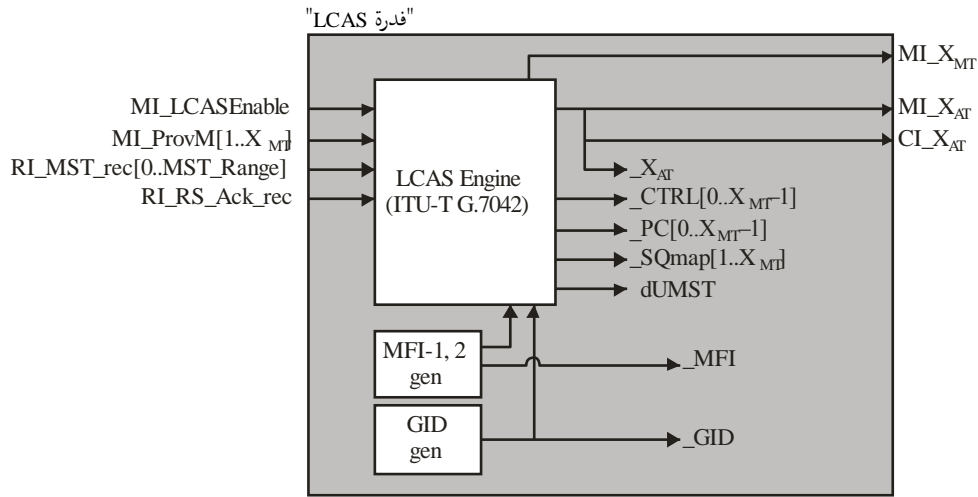 "فدرة LCAS"
MI_X_MT
MI_LCASEnable
MI_X_AT
MI_ProvM[1..X_MT]
CI_X_AT
RI_MST_rec[0..MST_Range]
LCAS Engine
_X_AT
RI_RS_Ack_rec
(ITU-T G.7042)
_CTRL[0..X_MT–1]
_PC[0..X_MT–1]
_SQmap[1..X_MT]
dUMST
MFI-1, 2
gen
_MFI
GID
gen
_GID